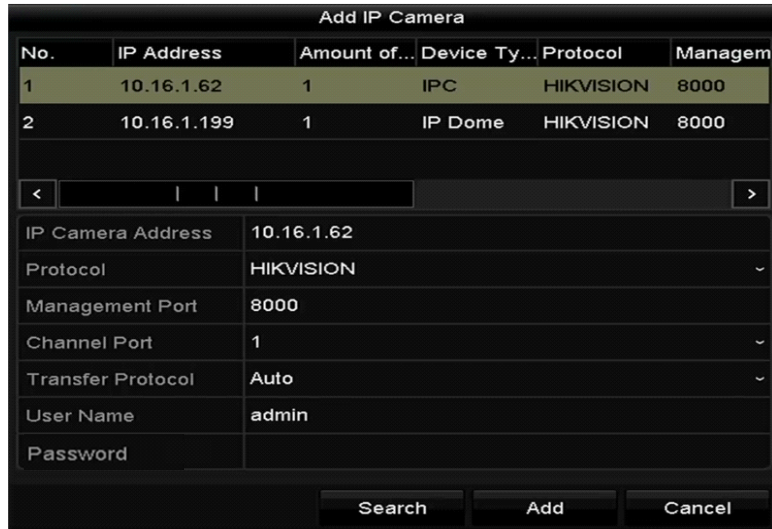 Add IP Camera
No. IP Address Amount of... Device Ty... Protocol Managem
1 10.16.1.62 1 IPC HIKVISION 8000
2 10.16.1.199 1 IP Dome HIKVISION 8000
< >
IP Camera Address 10.16.1.62
Protocol HIKVISION
Management Port 8000
Channel Port 1
Transfer Protocol Auto
User Name admin
Password
Search Add Cancel